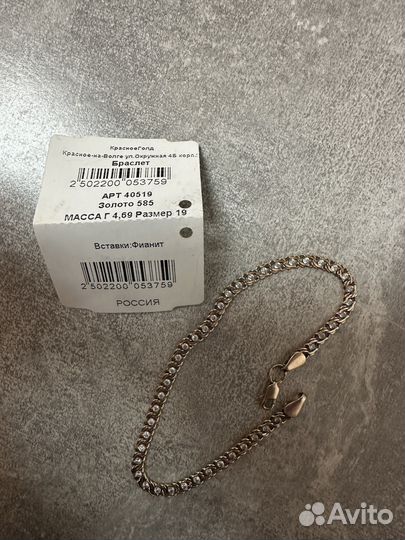 КрасноеГолд
Красное-на-Волге ул.Окружная 4Б корп.
Браслет
2 502200 053759
АРТ 40519
Золото 585
МАССА Г 4,69 Размер 19
Вставки:Фианит
2 502200 053759
РОССИЯ
Avito